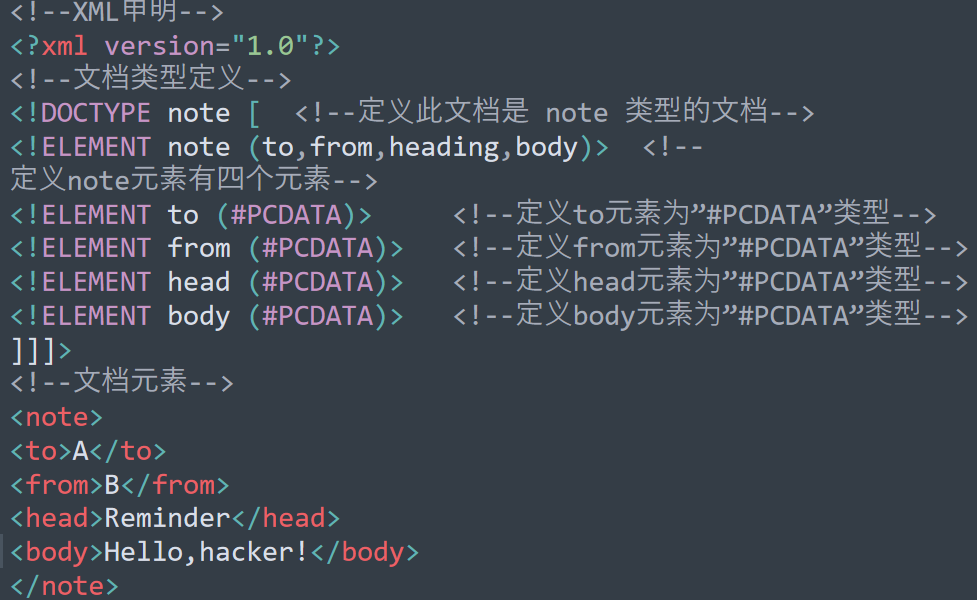 <!--XML申明-->
<?xml version="1.0"?>
<!--文档类型定义-->
<!DOCTYPE note [  <!--定义此文档是 note 类型的文档-->
<!ELEMENT note (to,from,heading,body)>  <!--
定义note元素有四个元素-->
<!ELEMENT to (#PCDATA)>     <!--定义to元素为”#PCDATA”类型-->
<!ELEMENT from (#PCDATA)>   <!--定义from元素为”#PCDATA”类型-->
<!ELEMENT head (#PCDATA)>   <!--定义head元素为”#PCDATA”类型-->
<!ELEMENT body (#PCDATA)>   <!--定义body元素为”#PCDATA”类型-->
]]]>
<!--文档元素-->
<note>
<to>A</to>
<from>B</from>
<head>Reminder</head>
<body>Hello,hacker!</body>
</note>